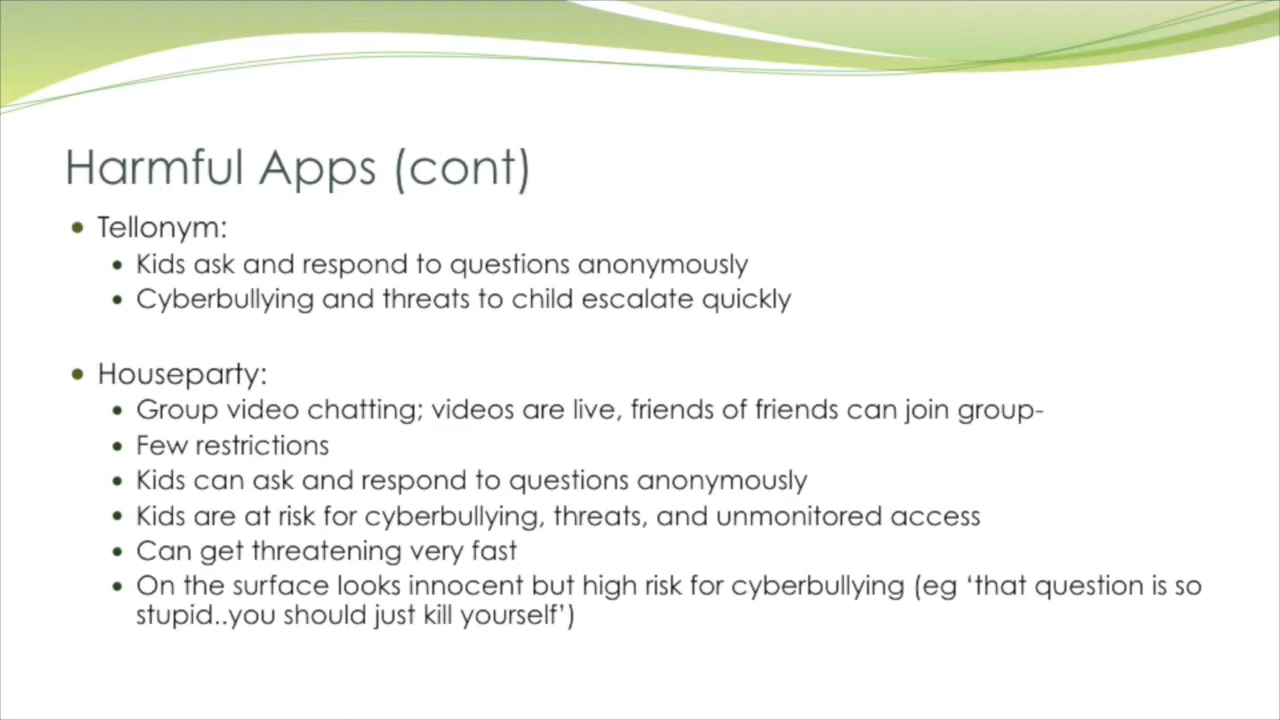 Harmful Apps (cont)
• Tellonym:
• Kids ask and respond to questions anonymously
• Cyberbullying and threats to child escalate quickly
• Houseparty:
• Group video chatting; videos are live, friends of friends can join group-
• Few restrictions
• Kids can ask and respond to questions anonymously
• Kids are at risk for cyberbullying, threats, and unmonitored access
• Can get threatening very fast
• On the surface looks innocent but high risk for cyberbullying (eg ‘that question is so
stupid..you should just kill yourself’)